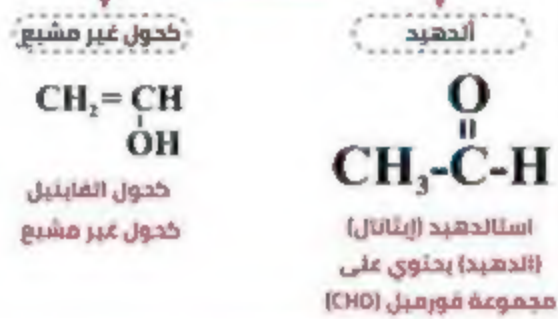 ألدهيد
O
CH₃-C-H
استالدهيد (إيثانال)
(ألدهيد) يحتوي على
مجموعة فورميل (CHO)
كحول غير مشبع
CH₂= CH
OH
كحول الفاينيل
كحول غير مشبع